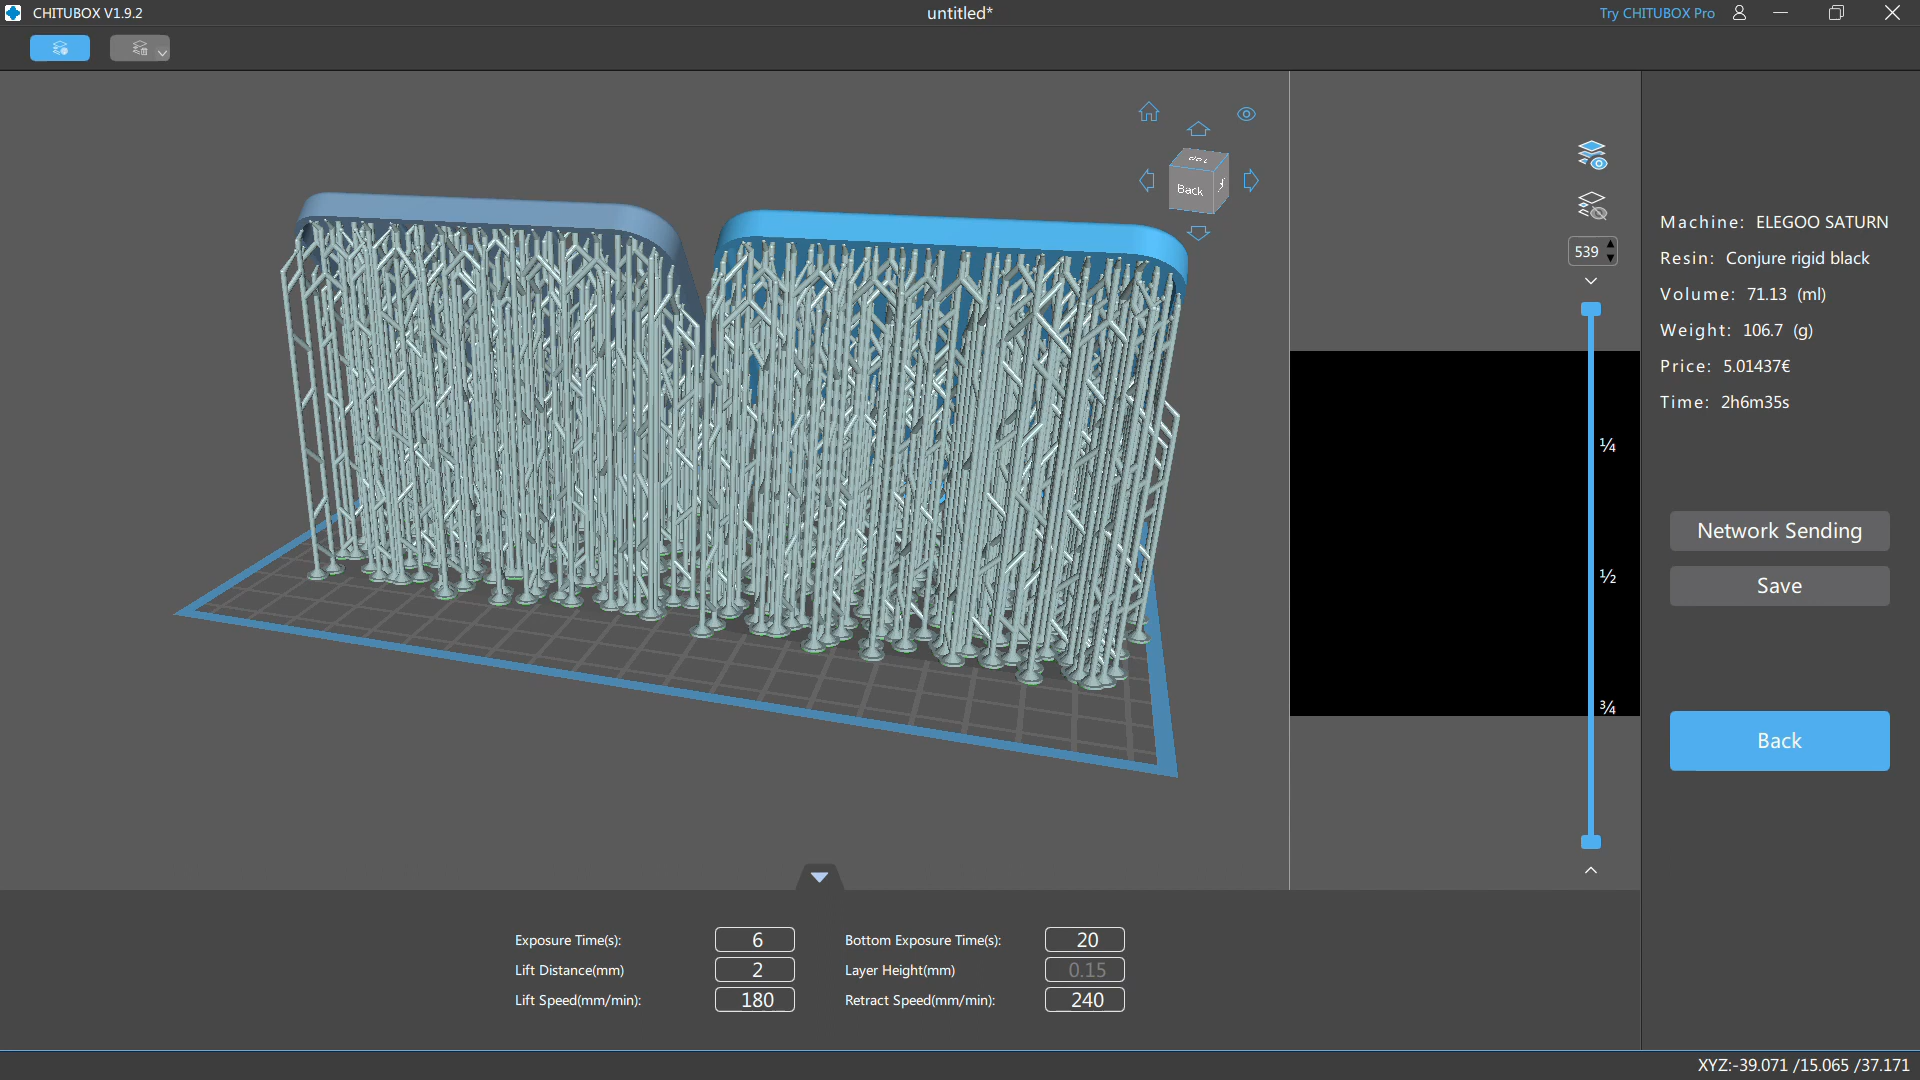 CHITUBOX V1.9.2
untitled*
Try CHITUBOX Pro
Top
Back
539
Machine: ELEGOO SATURN
Resin: Conjure rigid black
Volume: 71.13 (ml)
Weight: 106.7 (g)
Price: 5.01437€
Time: 2h6m35s
¼
½
¾
Network Sending
Save
Back
Exposure Time(s): 6
Bottom Exposure Time(s): 20
Lift Distance(mm) 2
Layer Height(mm) 0.15
Lift Speed(mm/min): 180
Retract Speed(mm/min): 240
XYZ:-39.071 /15.065 /37.171